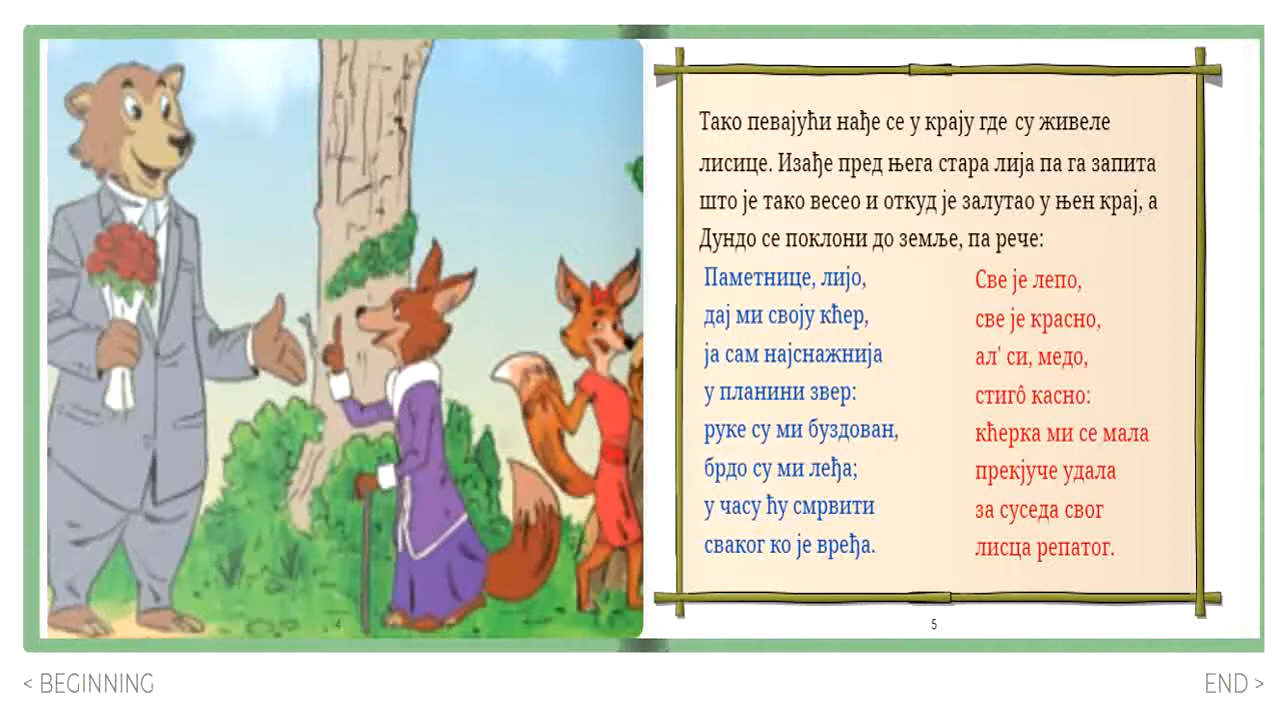 Тако певајући нађе се у крају где су живеле
лисице. Изађе пред њега стара лија па га запита
што је тако весео и откуд је залутао у њен крај, а
Дундо се поклони до земље, па рече:
Паметнице, лијо,
дај ми своју кћер,
ја сам најснажнија
у планини звер:
руке су ми буздован,
брдо су ми леђа;
у часу ћу смрвити
сваког ко је вређа.
Све је лепо,
све је красно,
ал' си, медо,
стигô касно:
кћерка ми се мала
прекјуче удала
за суседа свог
лисца репатог.
4
5
< BEGINNING
END >